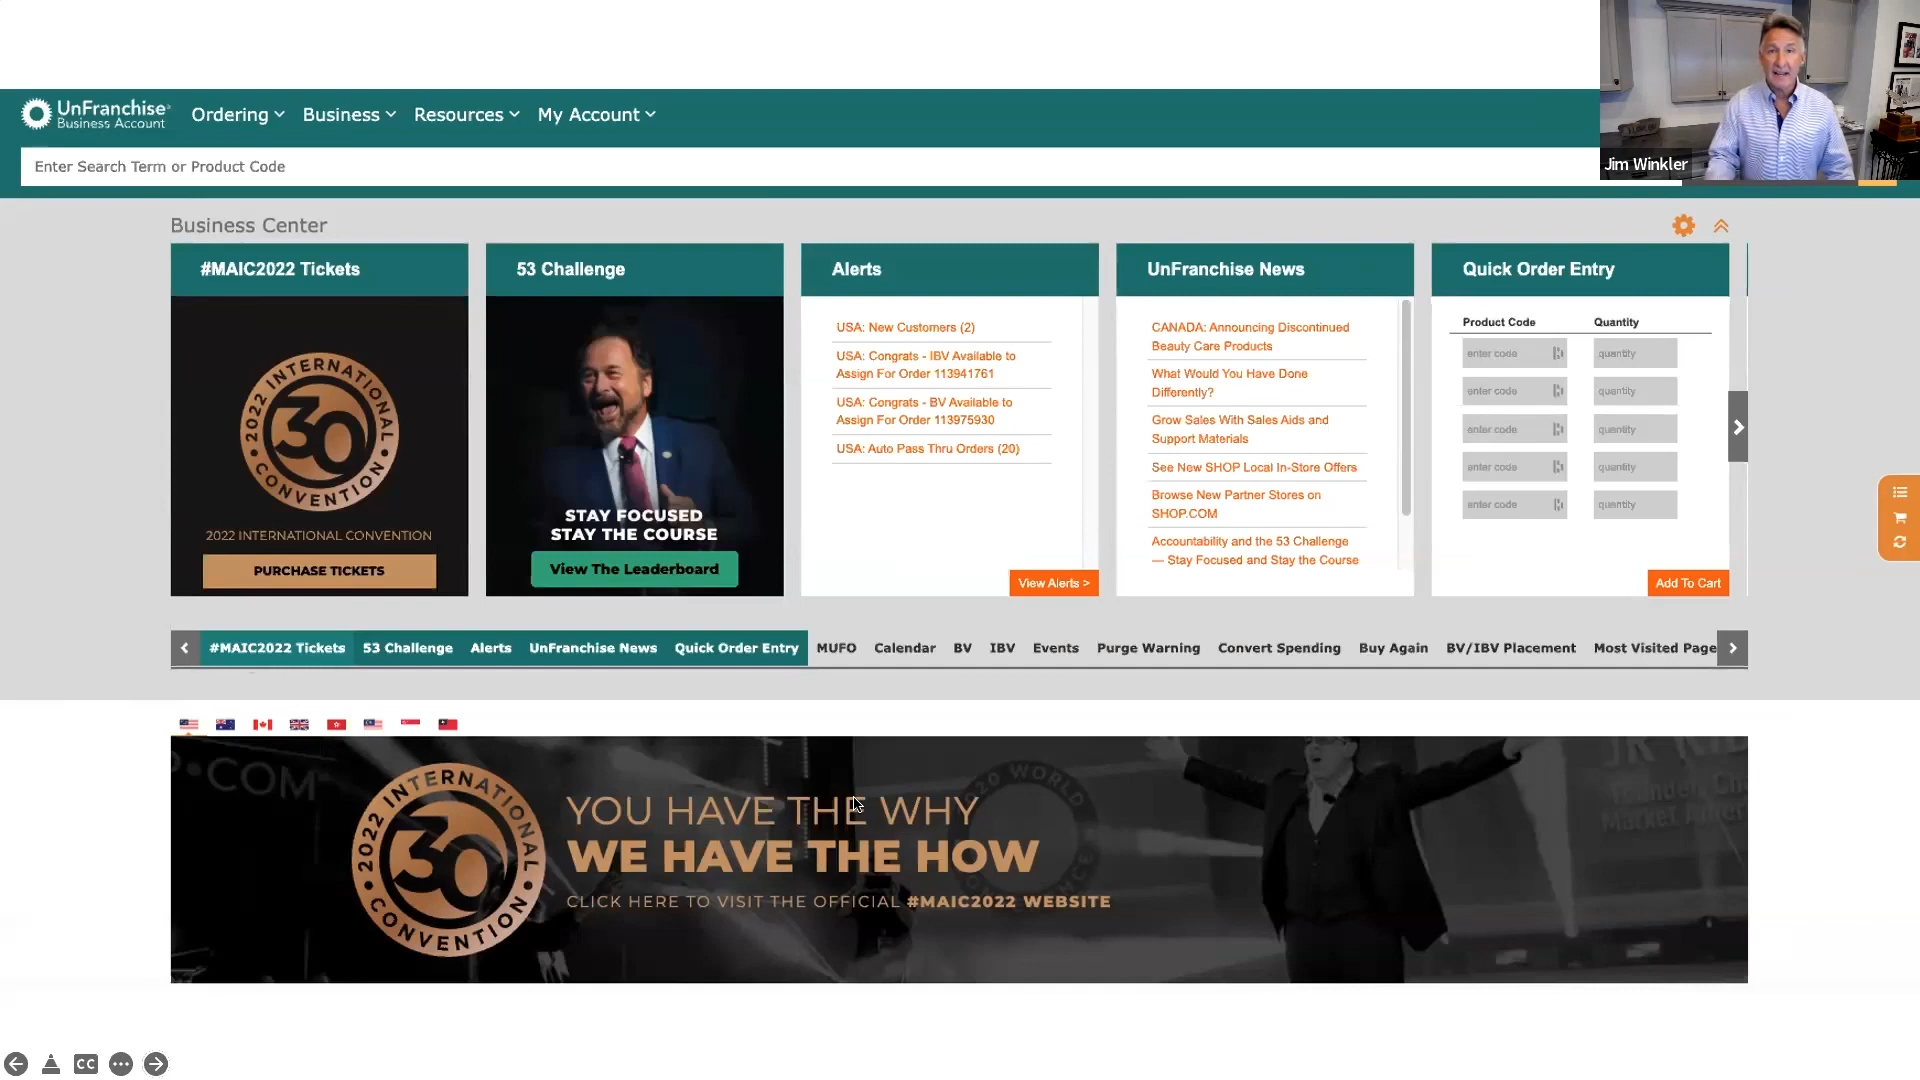 UnFranchise®
Business Account
Ordering
Business
Resources
My Account
Enter Search Term or Product Code
Jim Winkler
Business Center
#MAIC2022 Tickets
53 Challenge
Alerts
UnFranchise News
Quick Order Entry
2022 INTERNATIONAL
30
CONVENTION
2022 INTERNATIONAL CONVENTION
PURCHASE TICKETS
STAY FOCUSED
STAY THE COURSE
View The Leaderboard
USA: New Customers (2)
USA: Congrats - IBV Available to
Assign For Order 113941761
USA: Congrats - BV Available to
Assign For Order 113975930
USA: Auto Pass Thru Orders (20)
View Alerts >
CANADA: Announcing Discontinued
Beauty Care Products
What Would You Have Done
Differently?
Grow Sales With Sales Aids and
Support Materials
See New SHOP Local In-Store Offers
Browse New Partner Stores on
SHOP.COM
Accountability and the 53 Challenge
— Stay Focused and Stay the Course
Product Code Quantity
enter code quantity
enter code quantity
enter code quantity
enter code quantity
enter code quantity
Add To Cart
#MAIC2022 Tickets 53 Challenge Alerts UnFranchise News Quick Order Entry MUFO Calendar BV IBV Events Purge Warning Convert Spending Buy Again BV/IBV Placement Most Visited Page
2022 INTERNATIONAL
30
CONVENTION
YOU HAVE THE WHY
WE HAVE THE HOW
CLICK HERE TO VISIT THE OFFICIAL #MAIC2022 WEBSITE
CC